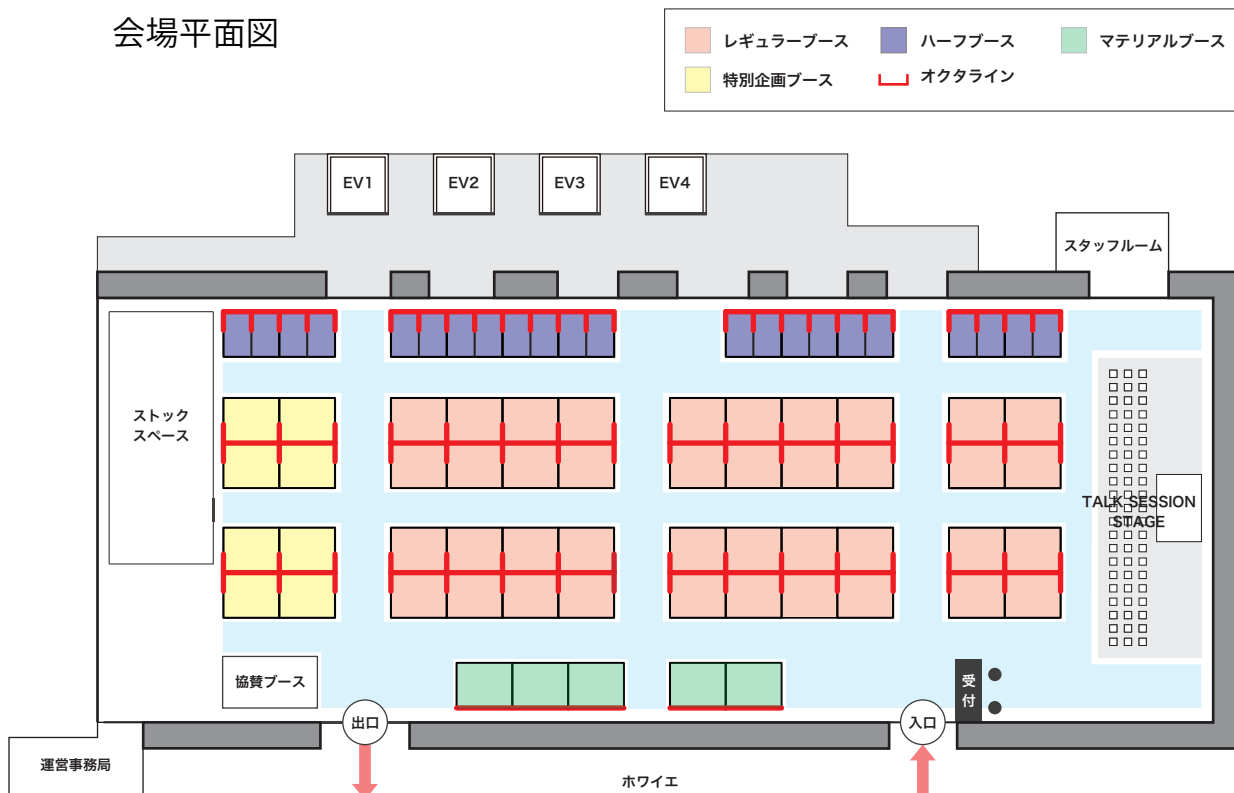 会場平面図
レギュラーブース
ハーフブース
マテリアルブース
特別企画ブース
オクタライン
EV1
EV2
EV3
EV4
スタッフルーム
ストック
スペース
TALK SESSION
STAGE
協賛ブース
受
付
出口
入口
運営事務局
ホワイエ